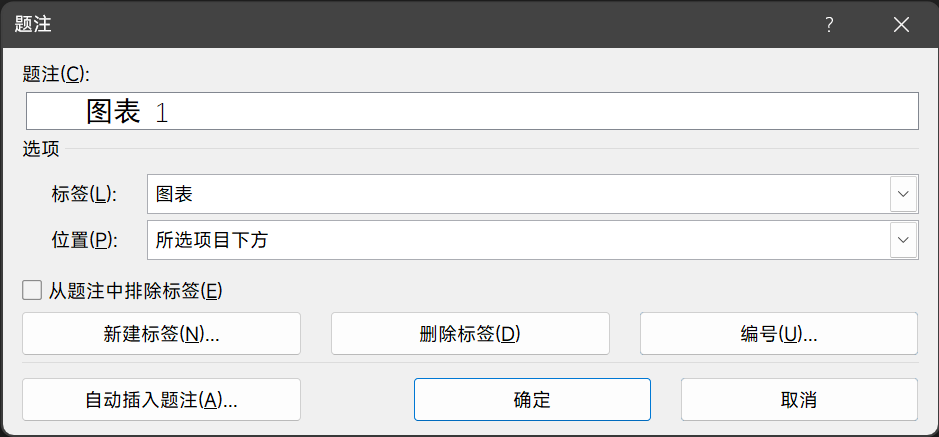 题注
?
题注(C):
图表 1
选项
标签(L): 图表
位置(P): 所选项目下方
从题注中排除标签(E)
新建标签(N)... 删除标签(D) 编号(U)...
自动插入题注(A)... 确定 取消